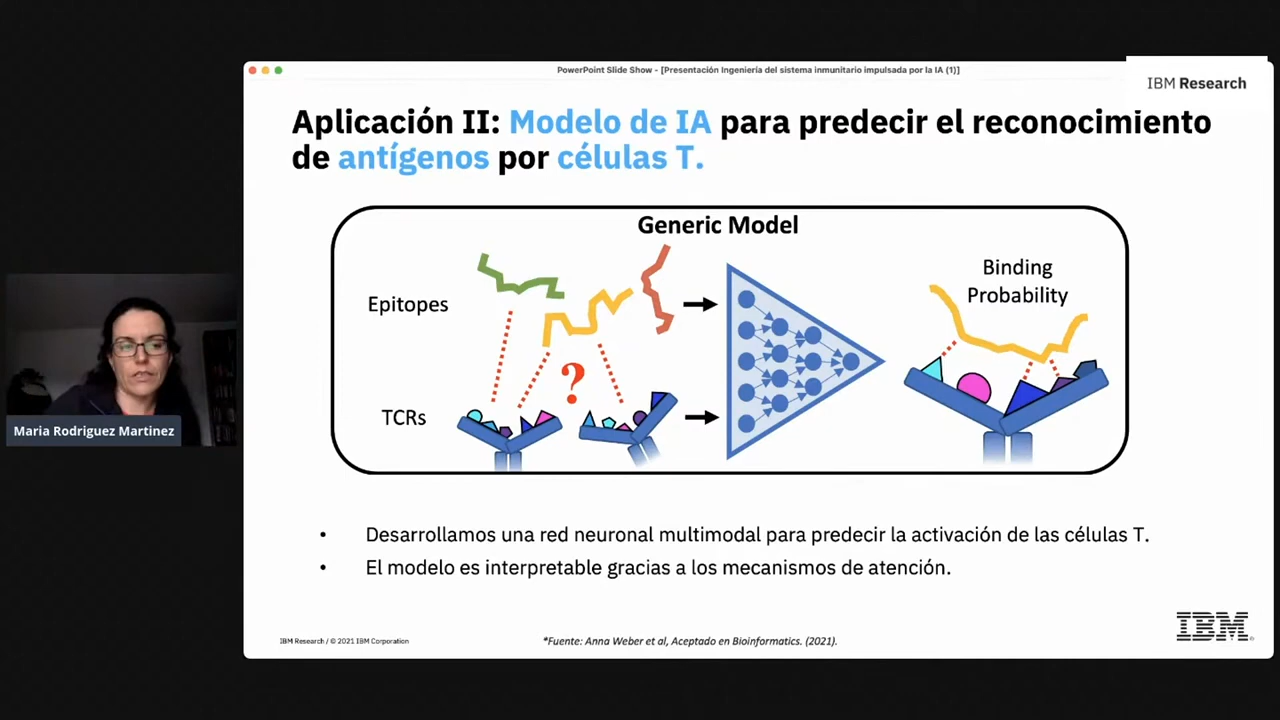 PowerPoint Slide Show - [Presentación Ingeniería del sistema inmunitario impulsada por la IA (1)]
IBM Research
Aplicación II: Modelo de IA para predecir el reconocimiento
de antígenos por células T.
Generic Model
Epitopes
Binding
Probability
?
TCRs
Maria Rodriguez Martinez
• Desarrollamos una red neuronal multimodal para predecir la activación de las células T.
• El modelo es interpretable gracias a los mecanismos de atención.
IBM Research / © 2021 IBM Corporation
*Fuente: Anna Weber et al, Aceptado en Bioinformatics. (2021).
IBM